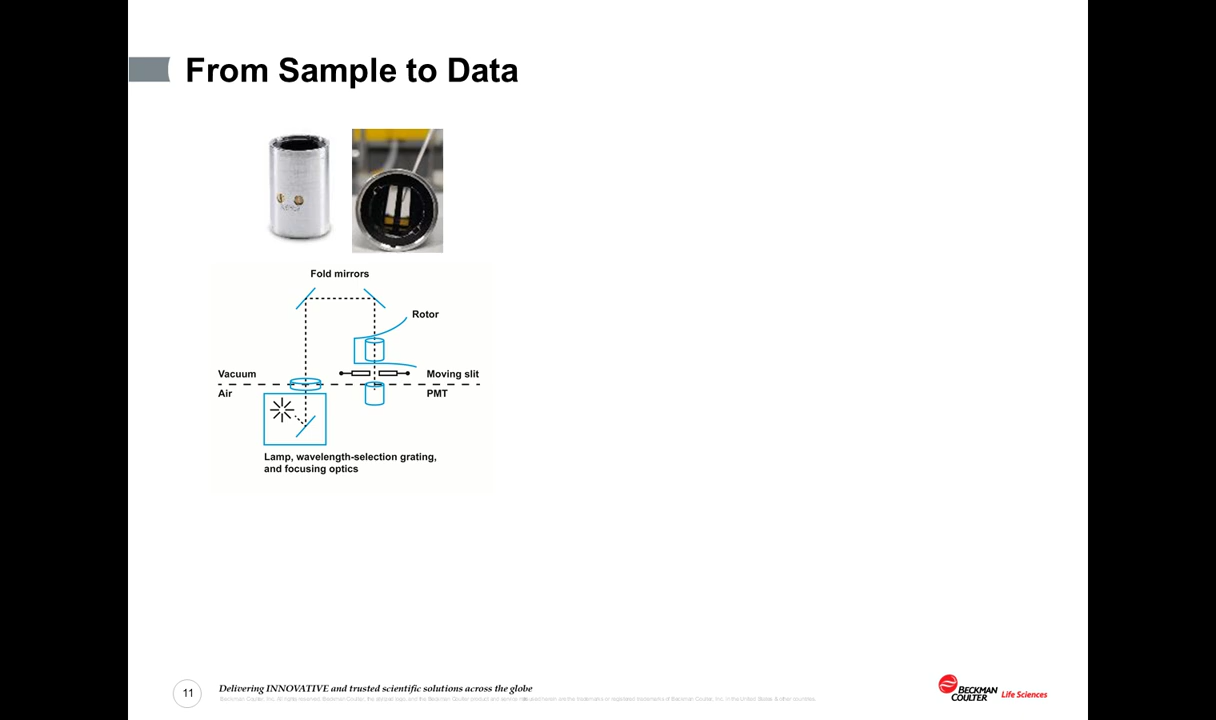 From Sample to Data
Fold mirrors
Rotor
Vacuum
Moving slit
Air
PMT
Lamp, wavelength-selection grating,
and focusing optics
11
Delivering INNOVATIVE and trusted scientific solutions across the globe
BECKMAN
COULTER
Life Sciences